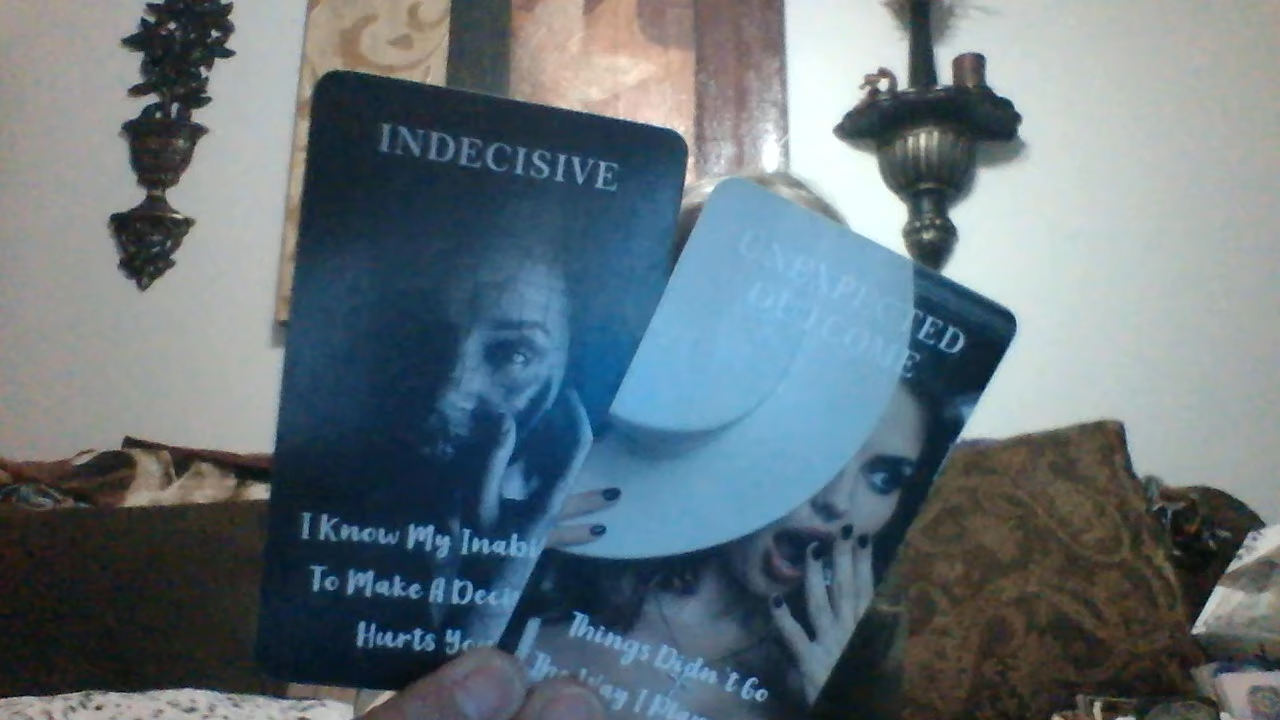 INDECISIVE
I Know My Inabi
To Make A Deci
Hurts You
UNEXPECTED
OUTCOME
Things Didn't Go
The Way I Plan